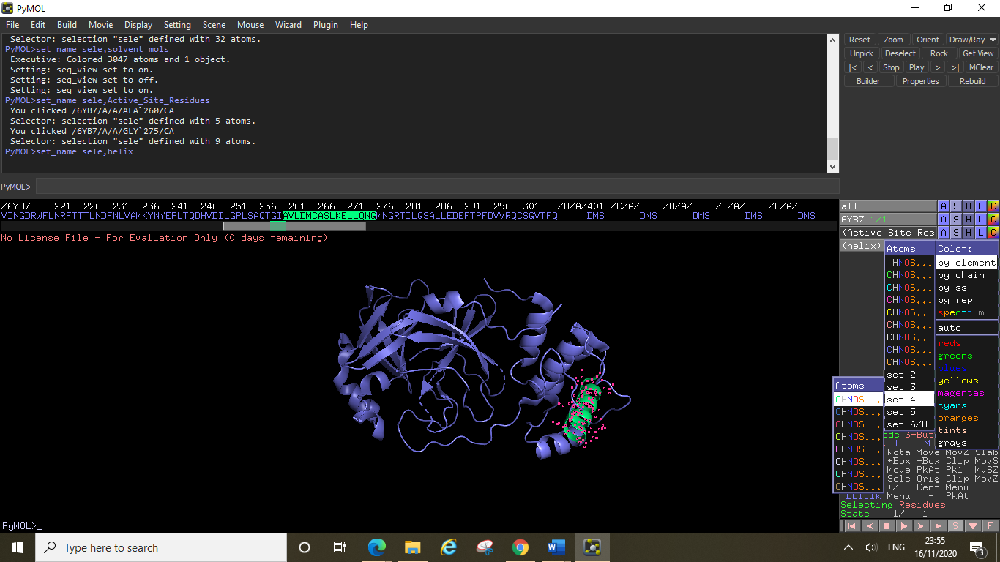 PyMOL
File Edit Build Movie Display Setting Scene Mouse Wizard Plugin Help
Selector: selection "sele" defined with 32 atoms.
PyMOL>set_name sele,solvent_mols
Executive: Colored 3047 atoms and 1 object.
Setting: seq_view set to on.
Setting: seq_view set to off.
Setting: seq_view set to on.
PyMOL>set_name sele,Active_Site_Residues
You clicked /6YB7/A/A/ALA`260/CA
Selector: selection "sele" defined with 5 atoms.
You clicked /6YB7/A/A/GLY`275/CA
Selector: selection "sele" defined with 9 atoms.
PyMOL>set_name sele,helix
PyMOL>
Reset Zoom Orient Draw/Ray
Unpick Deselect Rock Get View
|< < Stop Play > >| MClear
Builder Properties Rebuild
/6YB7 221 226 231 236 241 246 251 256 261 266 271 276 281 286 291 296 301 /B/A/401 /C/A/ /D/A/ /E/A/ /F/A/
VINGDRWFLNRFTTTLNDFNLVAMKYNYEPLTQDHVDILGPLSAQTGIAVLDMCASLKELLQNGMNGRTILGSALLEDEFTPFDVVRQCSGVTFQ DMS DMS DMS DMS DMS
No License File - For Evaluation Only (0 days remaining)
all A S H L C
6YB7 1/1 A S H L C
(Active_Site_Res A S H L C
(helix)
Atoms
HNOS...
CHNOS...
CHNOS...
CHNOS...
CHNOS...
CHNOS...
CHNOS...
CHNOS...
CHNOS...
set 2
set 3
set 4
set 5
set 6/H
Color:
by element
by chain
by ss
by rep
spectrum
auto
reds
greens
blues
yellows
magentas
cyans
oranges
tints
grays
Atoms
CHNOS...
CHNOS...
CHNOS...
CHNOS...
CHNOS...
CHNOS...
CHNOS...
CHNOS...
ode 3-But
L M
Rota Move MovZ Slab
+Box -Box Clip MovS
Move PkAt Pk1 MvSZ
Sele Orig Clip MovZ
+/- Cent Menu
DblClk Menu - PkAt
Selecting Residues
State 1/ 1
PyMOL>_
S F
Type here to search
ENG
23:55
16/11/2020
3